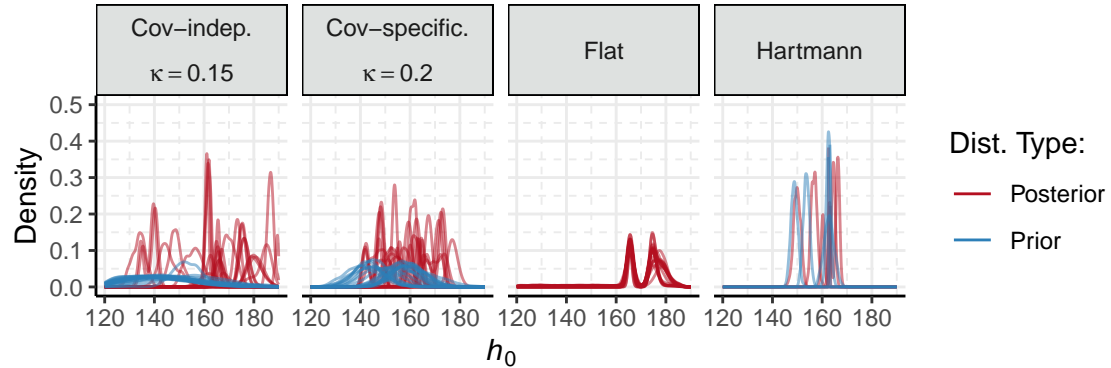 Cov−indep.
κ = 0.15
Cov−specific.
κ = 0.2
Flat
Hartmann
Density
0.5
0.4
0.3
0.2
0.1
0.0
120 140 160 180
120 140 160 180
120 140 160 180
120 140 160 180
h₀
Dist. Type:
Posterior
Prior